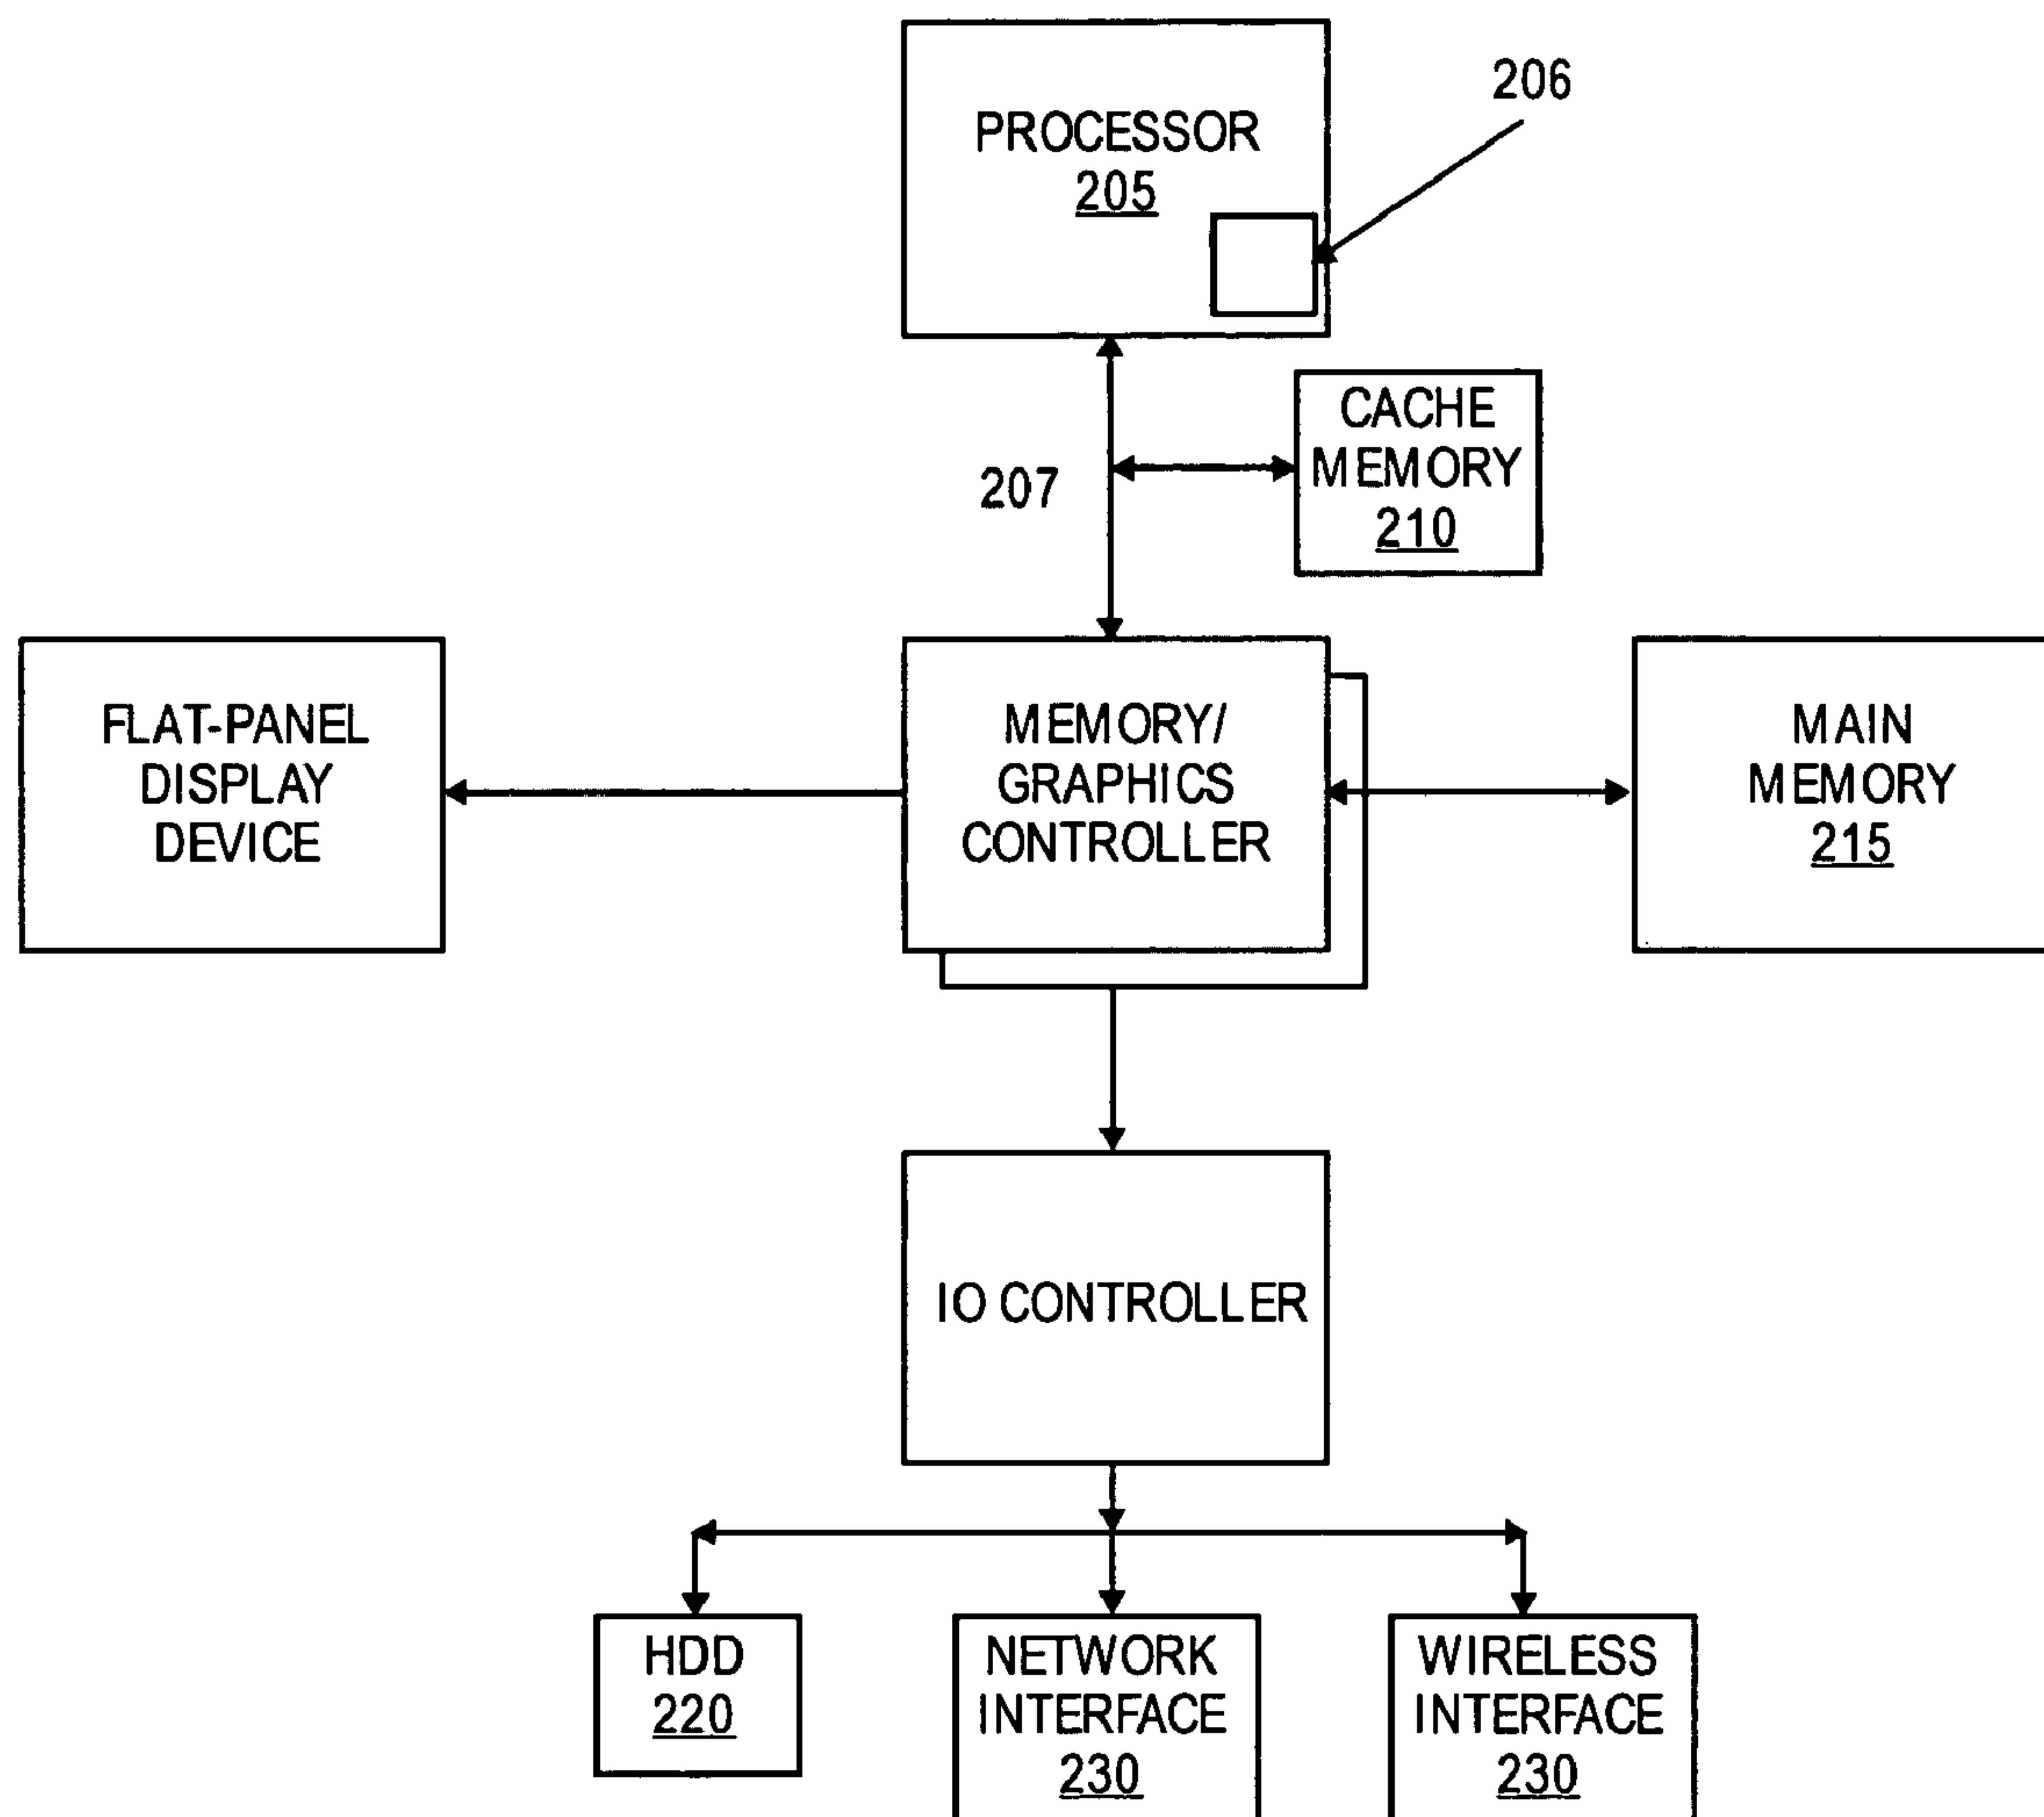 PROCESSOR
205
206
CACHE
MEMORY
210
207
FLAT-PANEL
DISPLAY
DEVICE
MEMORY/
GRAPHICS
CONTROLLER
MAIN
MEMORY
215
IO CONTROLLER
HDD
220
NETWORK
INTERFACE
230
WIRELESS
INTERFACE
230